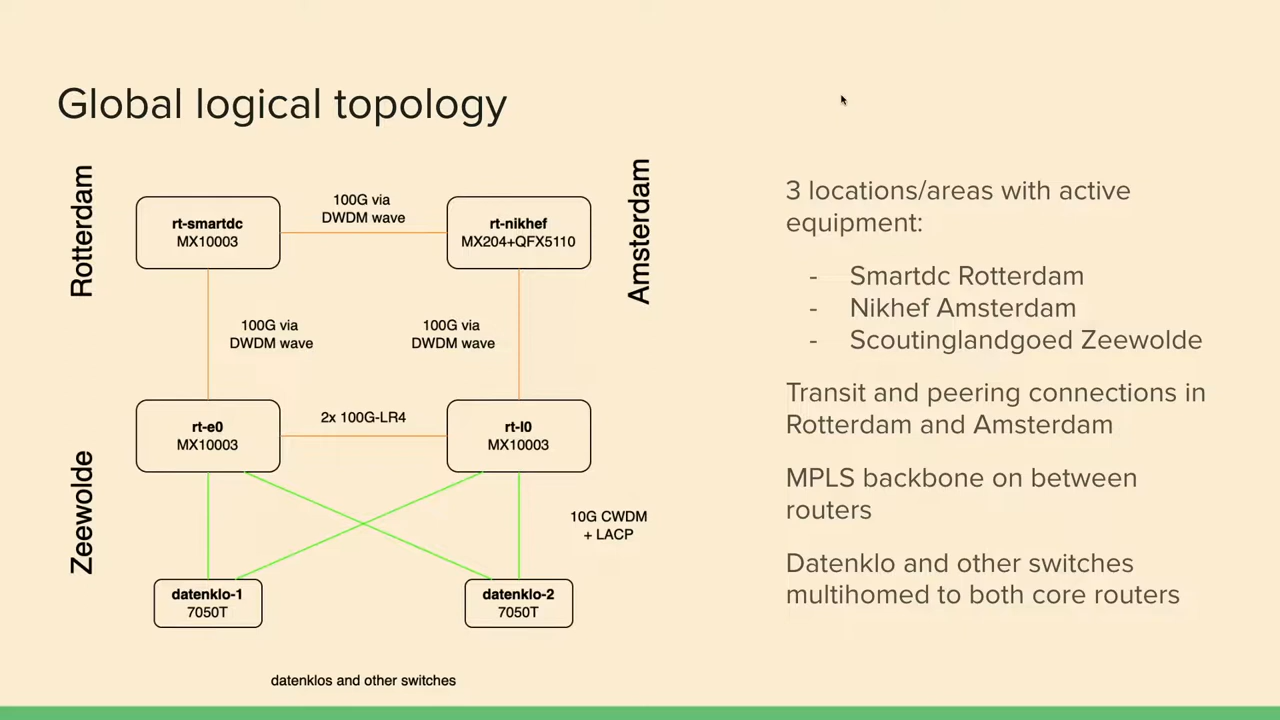 Global logical topology
Rotterdam
Amsterdam
Zeewolde
rt-smartdc
MX10003
100G via
DWDM wave
rt-nikhef
MX204+QFX5110
100G via
DWDM wave
100G via
DWDM wave
rt-e0
MX10003
2x 100G-LR4
rt-l0
MX10003
10G CWDM
+ LACP
datenklo-1
7050T
datenklo-2
7050T
datenklos and other switches
3 locations/areas with active
equipment:
- Smartdc Rotterdam
- Nikhef Amsterdam
- Scoutinglandgoed Zeewolde
Transit and peering connections in
Rotterdam and Amsterdam
MPLS backbone on between
routers
Datenklo and other switches
multihomed to both core routers